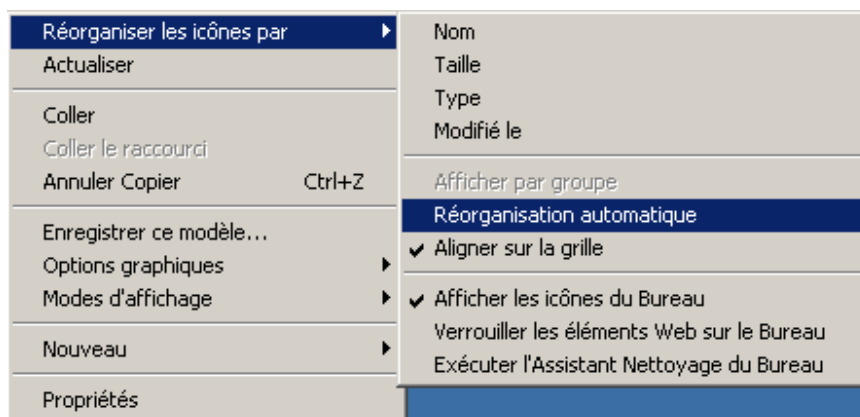 Réorganiser les icônes par
Actualiser
Coller
Coller le raccourci
Annuler Copier Ctrl+Z
Enregistrer ce modèle...
Options graphiques
Modes d'affichage
Nouveau
Propriétés
Nom
Taille
Type
Modifié le
Afficher par groupe
Réorganisation automatique
Aligner sur la grille
Afficher les icônes du Bureau
Verrouiller les éléments Web sur le Bureau
Exécuter l'Assistant Nettoyage du Bureau